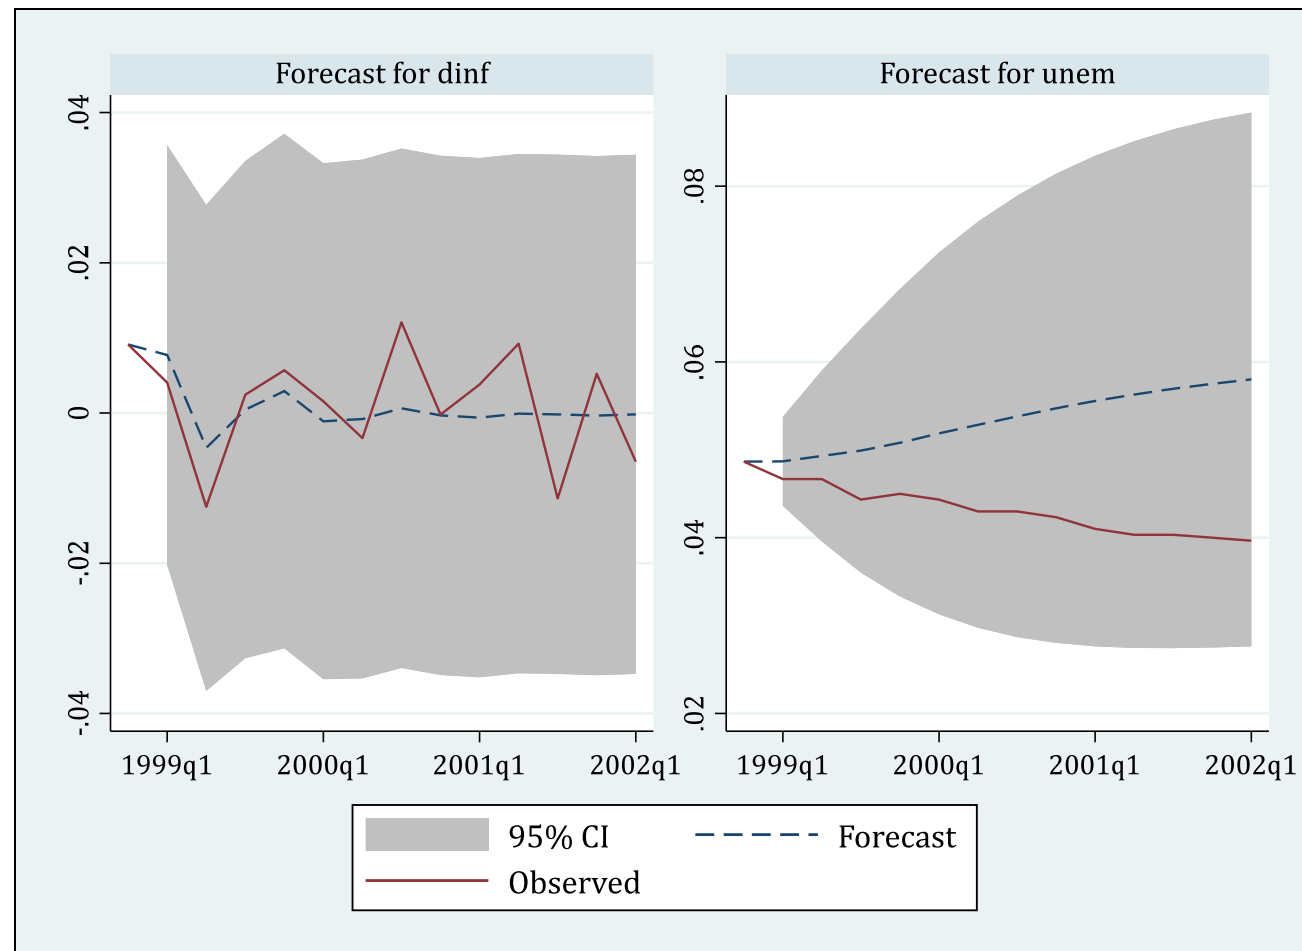 Forecast for dinf
.04
.02
0
-.02
-.04
1999q1 2000q1 2001q1 2002q1
Forecast for unem
.08
.06
.04
.02
1999q1 2000q1 2001q1 2002q1
95% CI Forecast
Observed